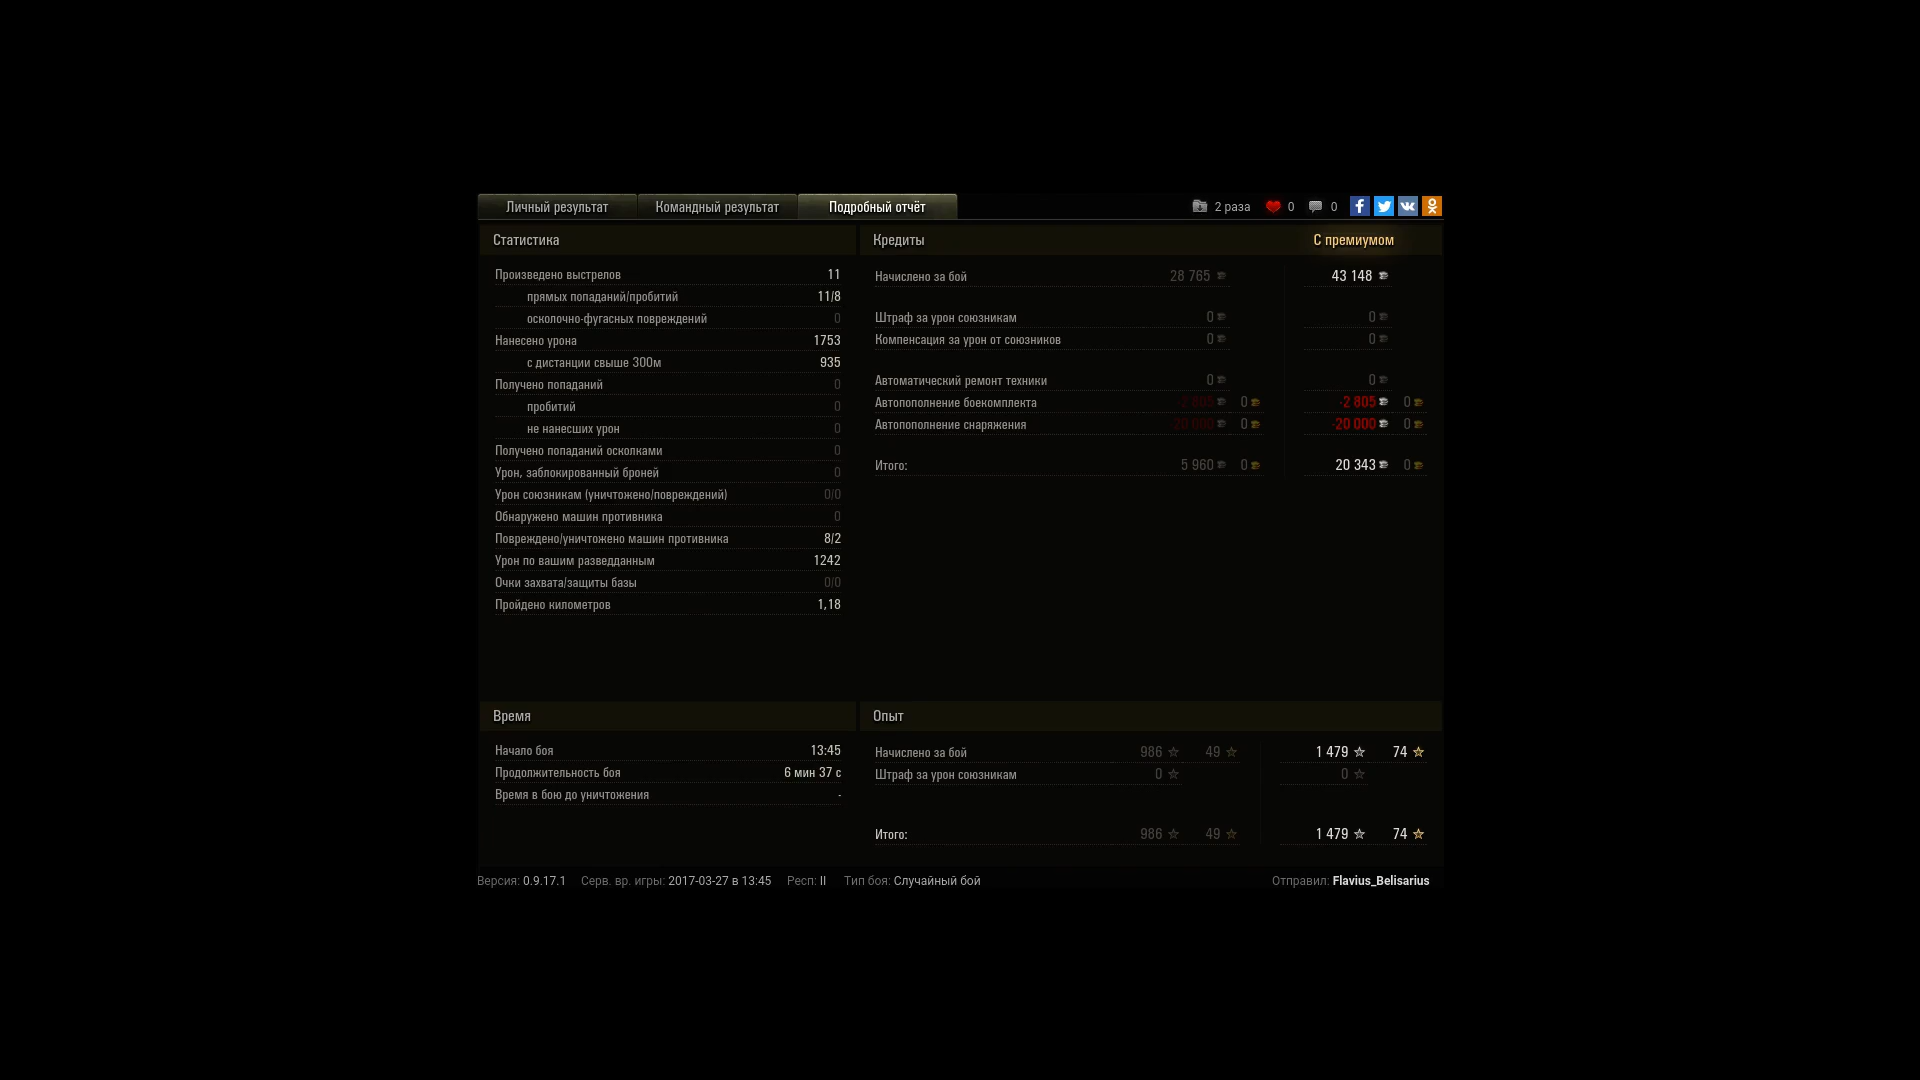 Личный результат Командный результат Подробный отчёт 2 раза 0 0
Статистика
Произведено выстрелов 11
прямых попаданий/пробитий 11/8
осколочно-фугасных повреждений 0
Нанесено урона 1753
с дистанции свыше 300м 935
Получено попаданий 0
пробитий 0
не нанесших урон 0
Получено попаданий осколками 0
Урон, заблокированный броней 0
Урон союзникам (уничтожено/повреждений) 0/0
Обнаружено машин противника 0
Повреждено/уничтожено машин противника 8/2
Урон по вашим разведданным 1242
Очки захвата/защиты базы 0/0
Пройдено километров 1,18
Кредиты С премиумом
Начислено за бой 28 765 43 148
Штраф за урон союзникам 0 0
Компенсация за урон от союзников 0 0
Автоматический ремонт техники 0 0
Автопополнение боекомплекта -2 805 0 -2 805 0
Автопополнение снаряжения -20 000 0 -20 000 0
Итого: 5 960 0 20 343 0
Время
Начало боя 13:45
Продолжительность боя 6 мин 37 с
Время в бою до уничтожения -
Опыт
Начислено за бой 986 49 1 479 74
Штраф за урон союзникам 0 0
Итого: 986 49 1 479 74
Версия: 0.9.17.1 Серв. вр. игры: 2017-03-27 в 13:45 Респ: II Тип боя: Случайный бой Отправил: Flavius_Belisarius